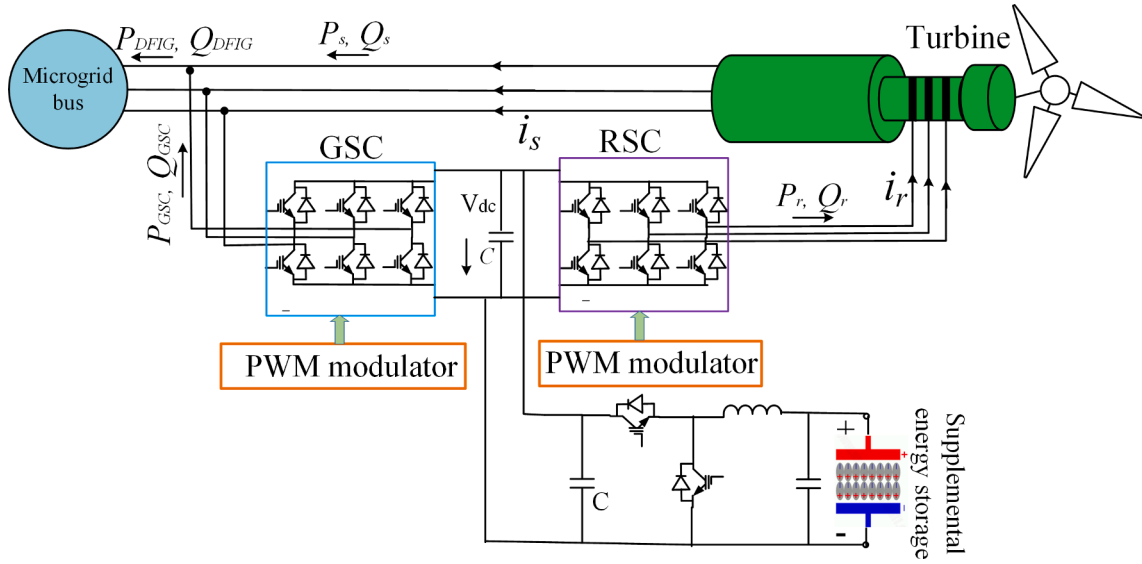 P_DFIG, Q_DFIG
P_s, Q_s
Turbine
Microgrid
bus
i_s
P_GSC, Q_GSC
GSC
RSC
V_dc
C
P_r, Q_r
i_r
-
-
PWM modulator
PWM modulator
C
+
+
-
-
Supplemental
energy storage